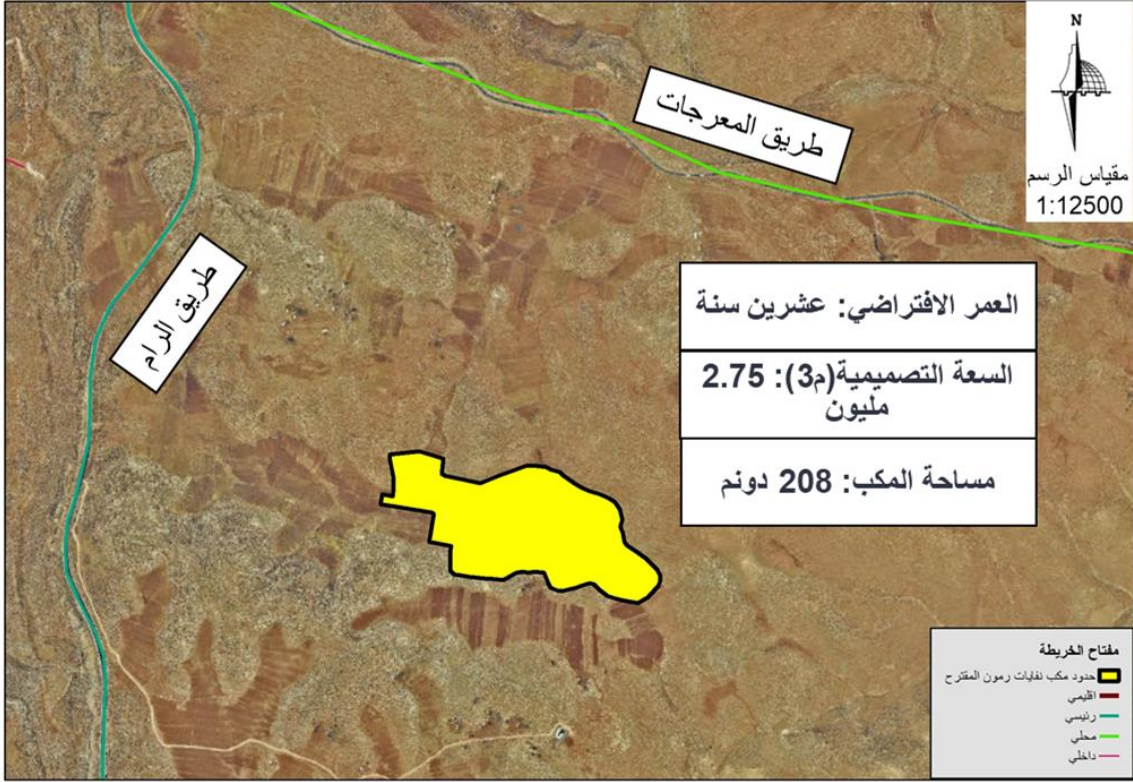 N
مقياس الرسم
1:12500
طريق المعرجات
طريق الرام
العمر الافتراضي: عشرين سنة
السعة التصميمية(م3): 2.75
مليون
مساحة المكب: 208 دونم
مفتاح الخريطة
حدود مكب نفايات رمون المقترح
اقليمي
رئيسي
محلي
داخلي